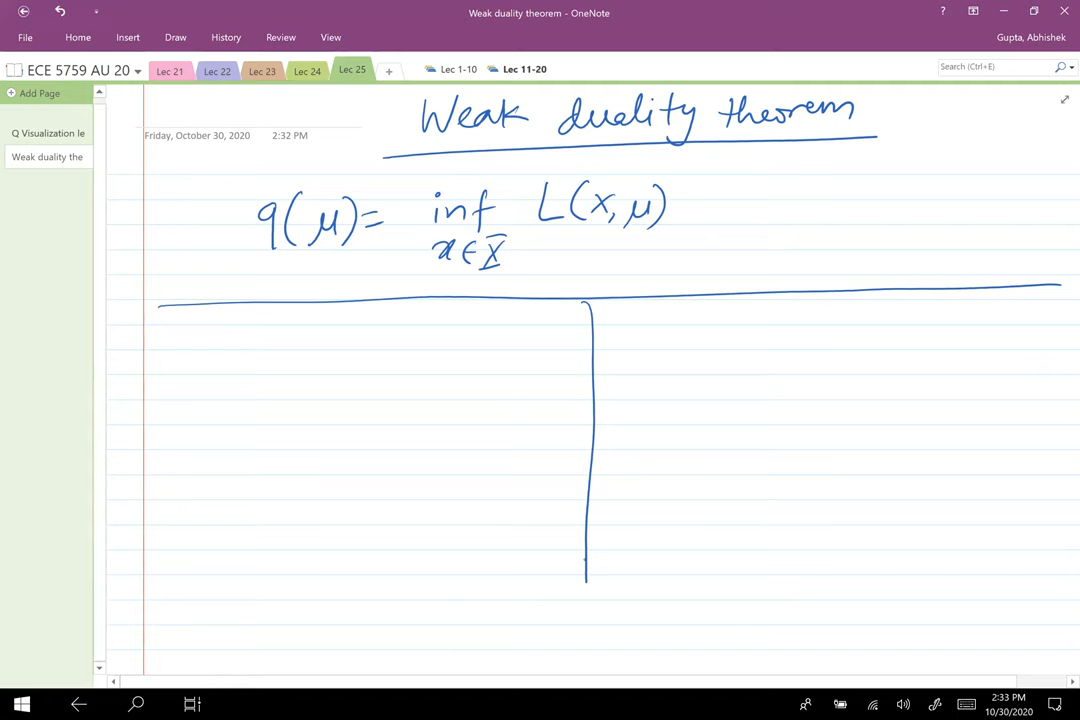 Weak duality theorem - OneNote
File Home Insert Draw History Review View
Gupta, Abhishek
ECE 5759 AU 20
Lec 21
Lec 22
Lec 23
Lec 24
Lec 25
Lec 1-10
Lec 11-20
Search (Ctrl+E)
Add Page
Q Visualization le
Weak duality the
Friday, October 30, 2020 2:32 PM
Weak duality theorem
q(μ) = inf L(x, μ)
x ∈ X
2:33 PM
10/30/2020